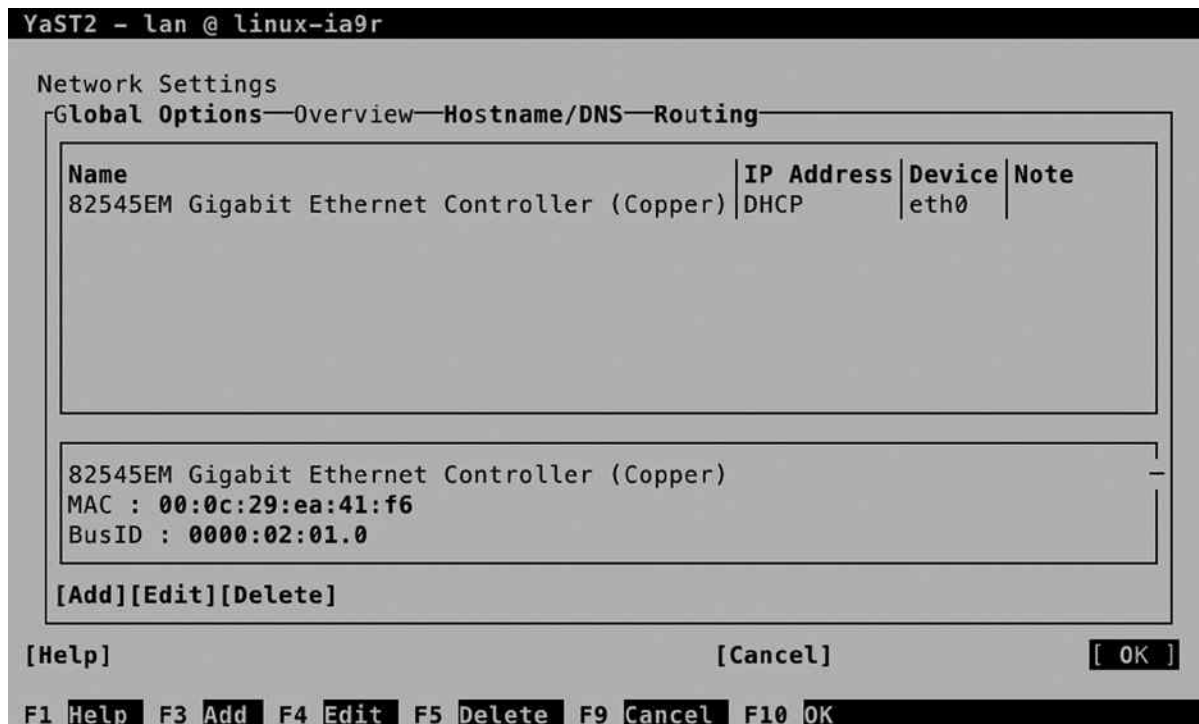 YaST2 - lan @ linux-ia9r
Network Settings
Global Options Overview Hostname/DNS Routing
Name IP Address Device Note
82545EM Gigabit Ethernet Controller (Copper) DHCP eth0
82545EM Gigabit Ethernet Controller (Copper)
MAC : 00:0c:29:ea:41:f6
BusID : 0000:02:01.0
[Add][Edit][Delete]
[Help] [Cancel] [ OK ]
F1 Help F3 Add F4 Edit F5 Delete F9 Cancel F10 OK